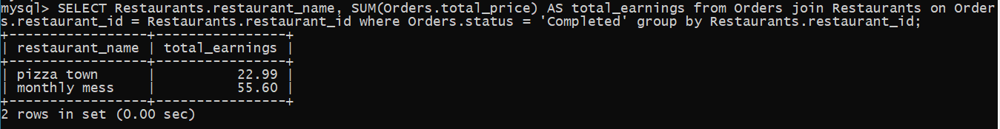 mysql> SELECT Restaurants.restaurant_name, SUM(Orders.total_price) AS total_earnings from Orders join Restaurants on Order
s.restaurant_id = Restaurants.restaurant_id where Orders.status = 'Completed' group by Restaurants.restaurant_id;
+-----------------+----------------+
| restaurant_name | total_earnings |
+-----------------+----------------+
| pizza town      |          22.99 |
| monthly mess    |          55.60 |
+-----------------+----------------+
2 rows in set (0.00 sec)